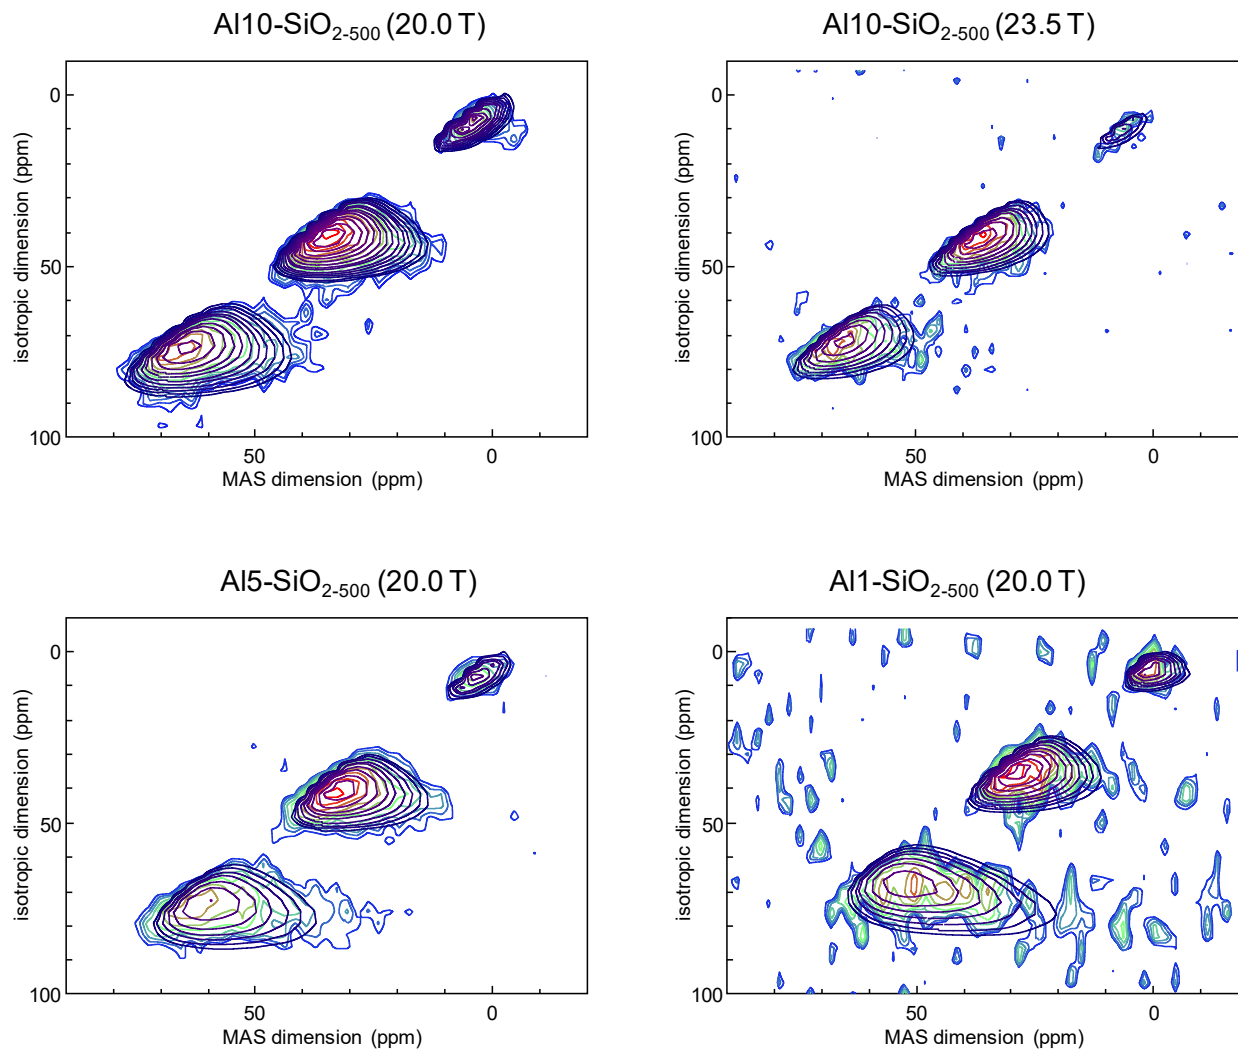 Al10-SiO2-500 (20.0 T)
0
50
100
isotropic dimension (ppm)
50
0
MAS dimension (ppm)
Al10-SiO2-500 (23.5 T)
0
50
100
isotropic dimension (ppm)
50
0
MAS dimension (ppm)
Al5-SiO2-500 (20.0 T)
0
50
100
isotropic dimension (ppm)
50
0
MAS dimension (ppm)
Al1-SiO2-500 (20.0 T)
0
50
100
isotropic dimension (ppm)
50
0
MAS dimension (ppm)